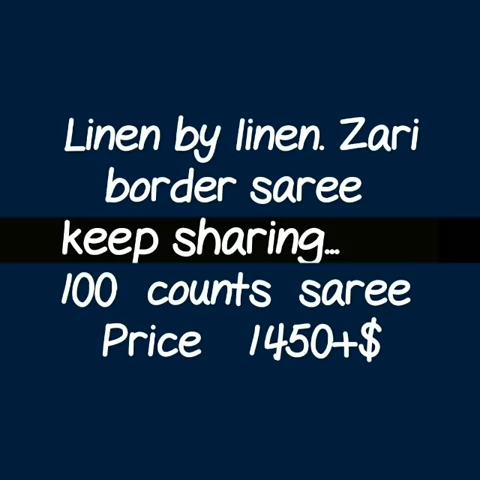 Linen by linen. Zari
border saree
keep sharing...
100 counts saree
Price 1450+$